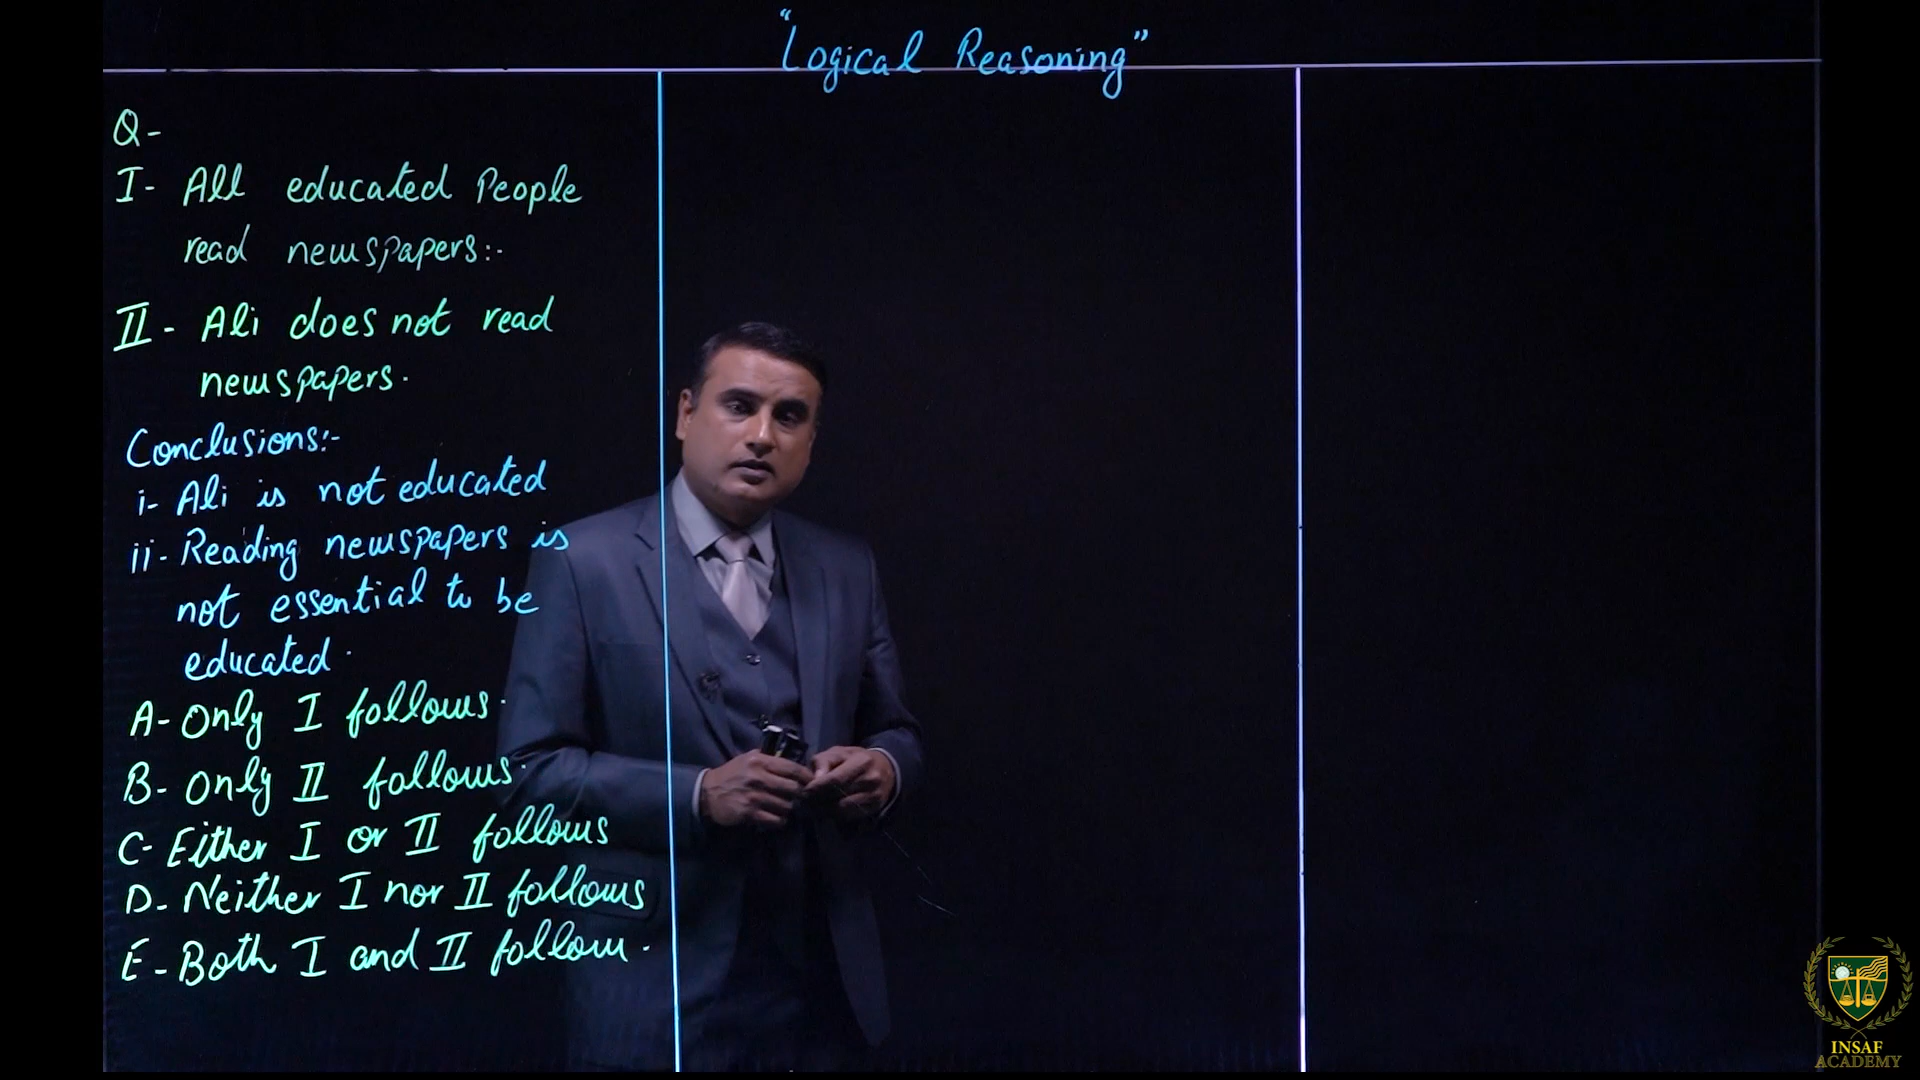 "Logical Reasoning"
Q-
I- All educated People
read newspapers:-
II- Ali does not read
newspapers.
Conclusions:-
i- Ali is not educated
ii- Reading newspapers is
not essential to be
educated.
A- Only I follows.
B- Only II follows.
C- Either I or II follows
D- Neither I nor II follows
E- Both I and II follow.
INSAF
ACADEMY